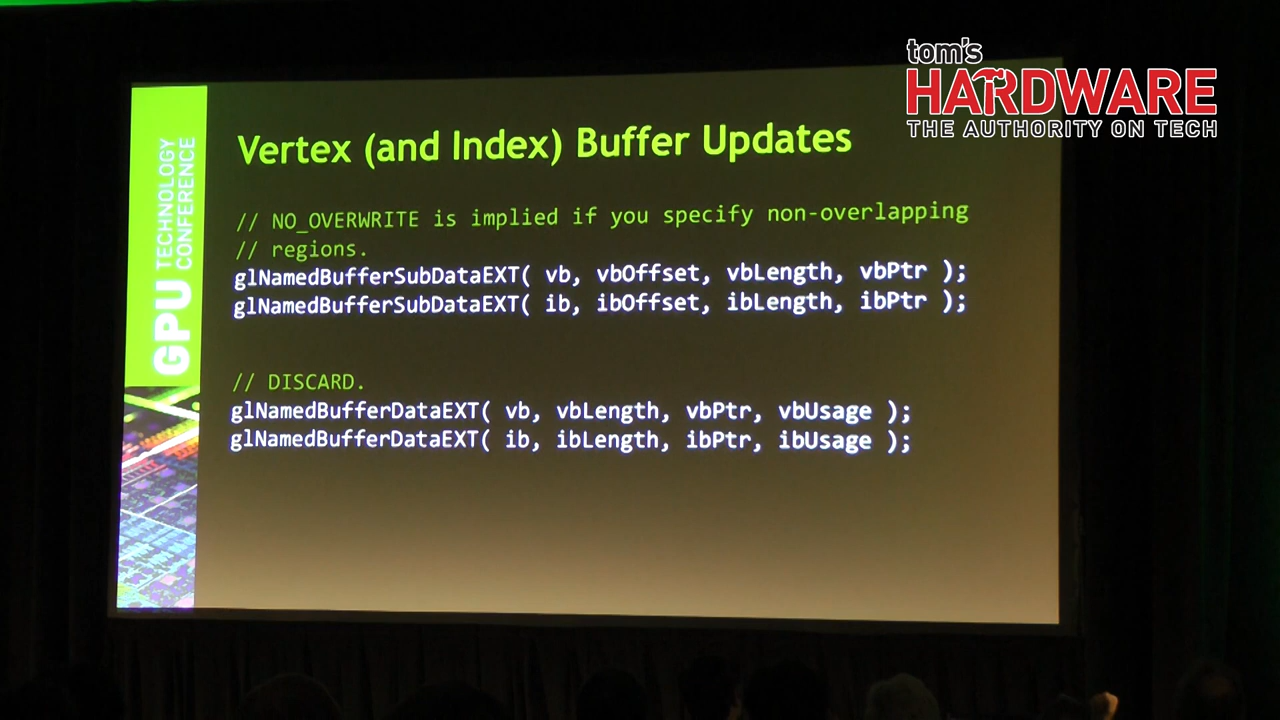 tom's
HARDWARE
THE AUTHORITY ON TECH
GPU TECHNOLOGY
CONFERENCE
Vertex (and Index) Buffer Updates
// NO_OVERWRITE is implied if you specify non-overlapping
// regions.
glNamedBufferSubDataEXT( vb, vbOffset, vbLength, vbPtr );
glNamedBufferSubDataEXT( ib, ibOffset, ibLength, ibPtr );
// DISCARD.
glNamedBufferDataEXT( vb, vbLength, vbPtr, vbUsage );
glNamedBufferDataEXT( ib, ibLength, ibPtr, ibUsage );